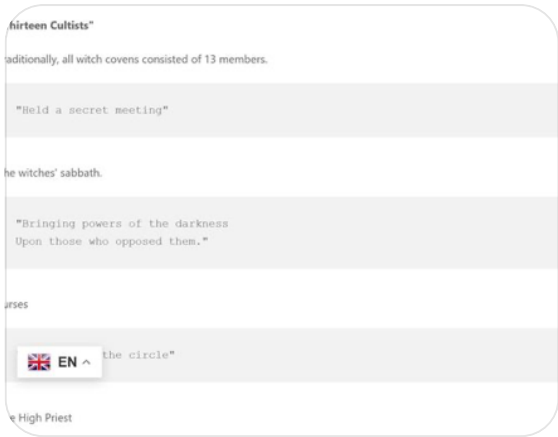 hirteen Cultists"
raditionally, all witch covens consisted of 13 members.
"Held a secret meeting"
he witches' sabbath.
"Bringing powers of the darkness
Upon those who opposed them."
urses
the circle"
EN
e High Priest